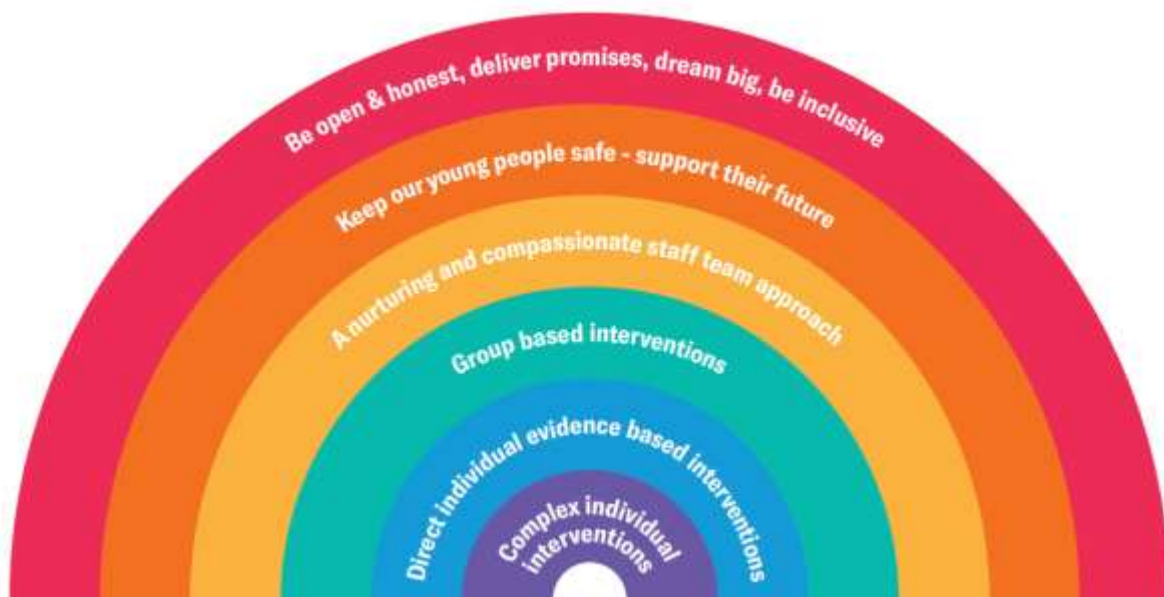 Be open & honest, deliver promises, dream big, be inclusive
Keep our young people safe - support their future
A nurturing and compassionate staff team approach
Group based interventions
Direct individual evidence based interventions
Complex individual
interventions